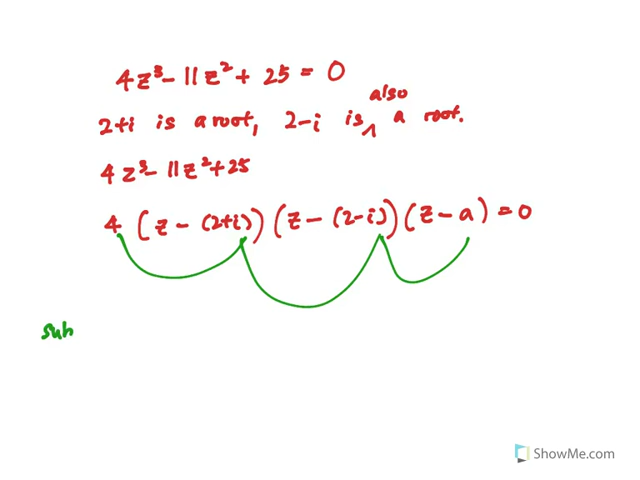 4z³ - 11z² + 25 = 0
also
2+i is a root, 2-i is a root.
4z³ - 11z² + 25
4 (z - (2+i)) (z - (2-i)) (z - a) = 0
sub
ShowMe.com